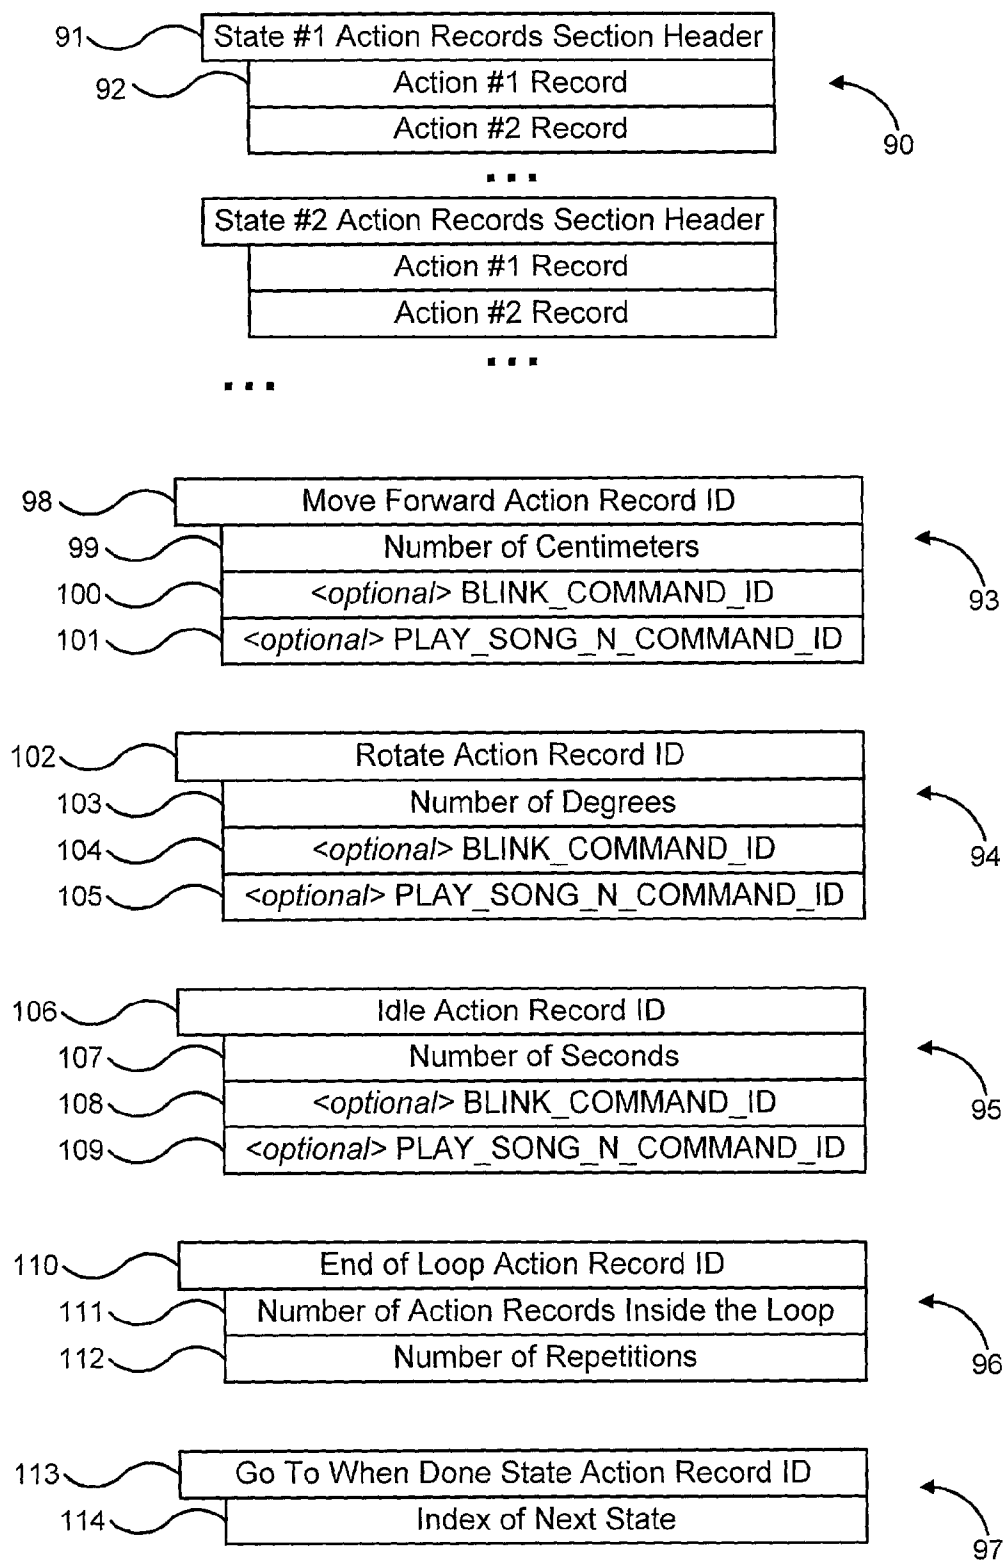 91 State #1 Action Records Section Header
92 Action #1 Record
Action #2 Record
90
...
State #2 Action Records Section Header
Action #1 Record
Action #2 Record
...
...
98 Move Forward Action Record ID
99 Number of Centimeters
93
100 <optional> BLINK_COMMAND_ID
101 <optional> PLAY_SONG_N_COMMAND_ID
102 Rotate Action Record ID
103 Number of Degrees
94
104 <optional> BLINK_COMMAND_ID
105 <optional> PLAY_SONG_N_COMMAND_ID
106 Idle Action Record ID
107 Number of Seconds
95
108 <optional> BLINK_COMMAND_ID
109 <optional> PLAY_SONG_N_COMMAND_ID
110 End of Loop Action Record ID
111 Number of Action Records Inside the Loop
112 Number of Repetitions
96
113 Go To When Done State Action Record ID
114 Index of Next State
97